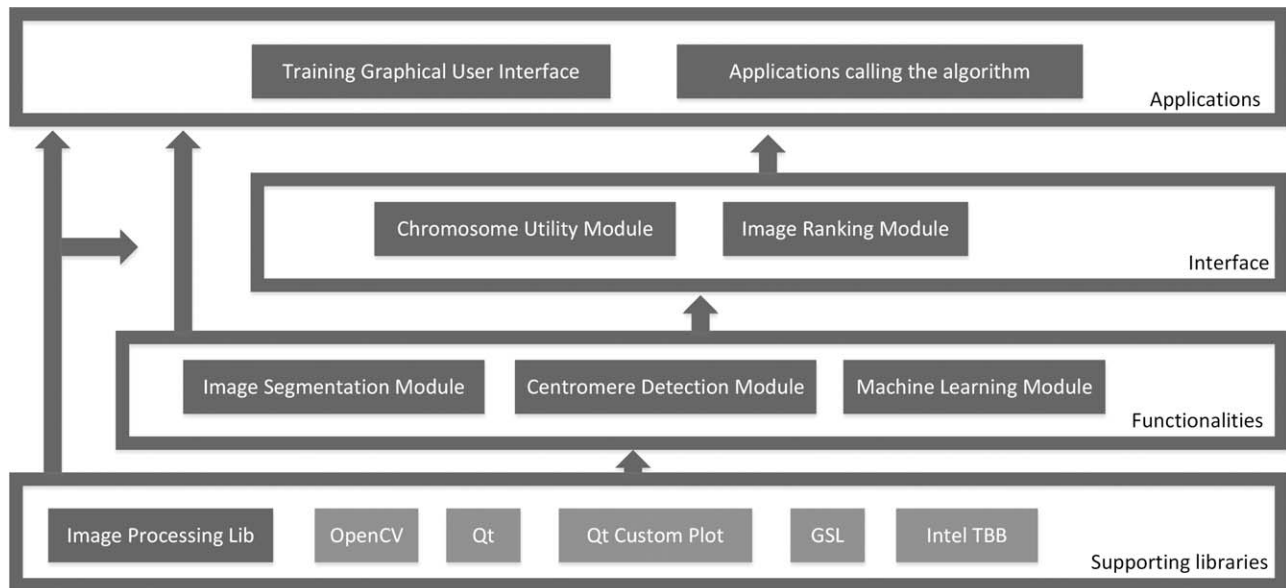 Training Graphical User Interface
Applications calling the algorithm
Applications
Chromosome Utility Module
Image Ranking Module
Interface
Image Segmentation Module
Centromere Detection Module
Machine Learning Module
Functionalities
Image Processing Lib
OpenCV
Qt
Qt Custom Plot
GSL
Intel TBB
Supporting libraries